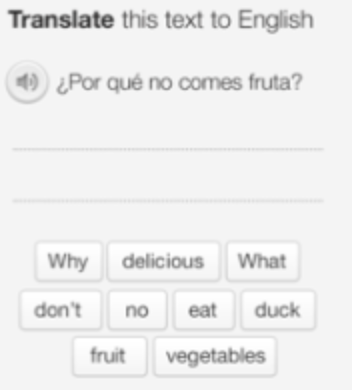 Translate this text to English
¿Por qué no comes fruta?
Why delicious What
don't no eat duck
fruit vegetables